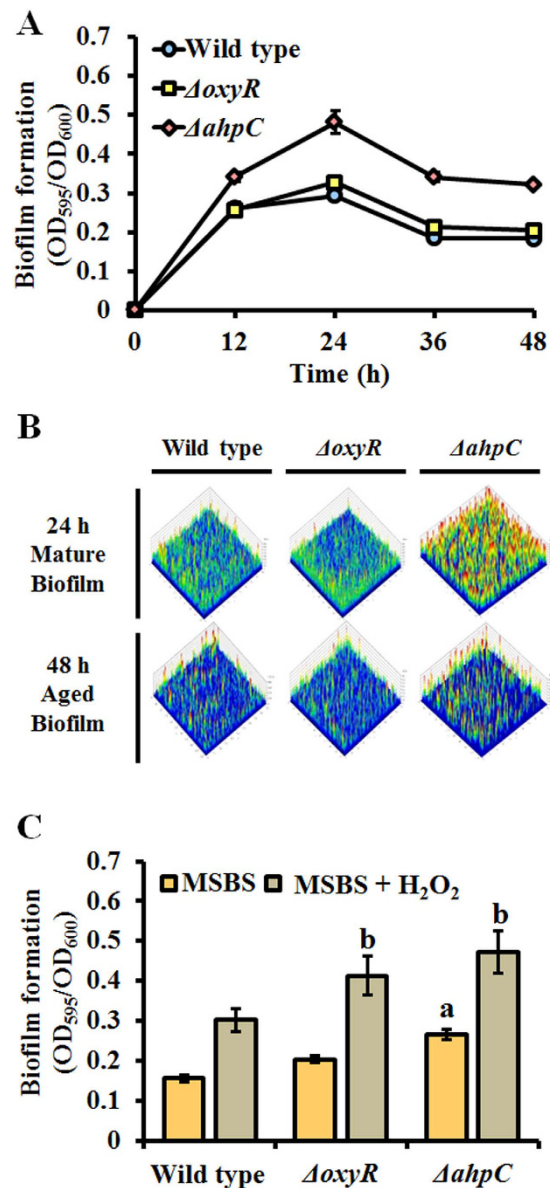 A
0.7
0.6
0.5
0.4
0.3
0.2
0.1
0
Biofilm formation
(OD₅₉₅/OD₆₀₀)
Wild type
ΔoxyR
ΔahpC
0 12 24 36 48
Time (h)
B
Wild type ΔoxyR ΔahpC
24 h
Mature
Biofilm
48 h
Aged
Biofilm
C
0.7
0.6
0.5
0.4
0.3
0.2
0.1
0
Biofilm formation
(OD₅₉₅/OD₆₀₀)
MSBS MSBS + H₂O₂
b
b
a
Wild type ΔoxyR ΔahpC